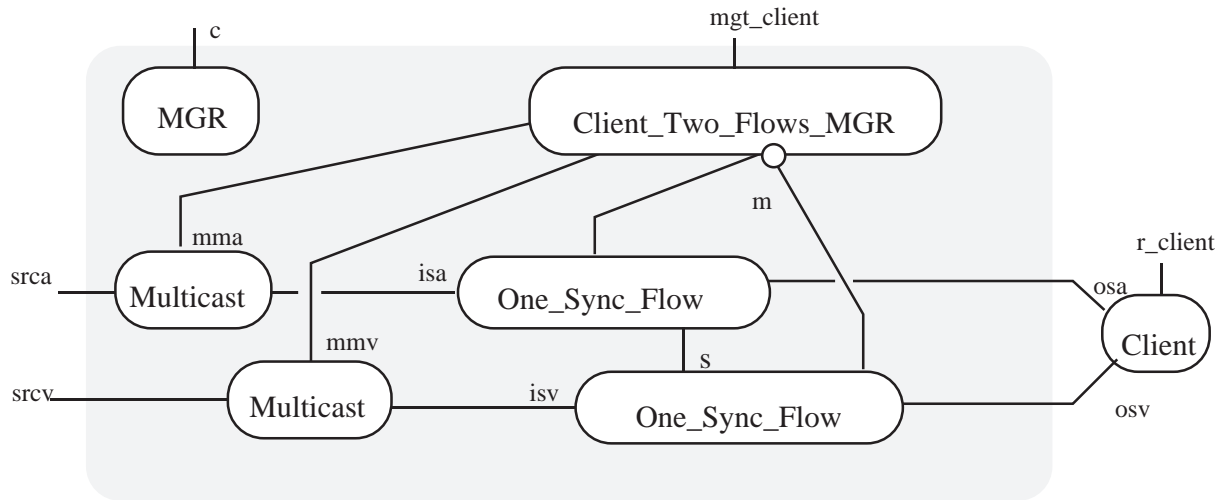 c
mgt_client
MGR
Client_Two_Flows_MGR
m
mma
r_client
srca
Multicast
isa
One_Sync_Flow
osa
mmv
s
Client
srcv
Multicast
isv
One_Sync_Flow
osv